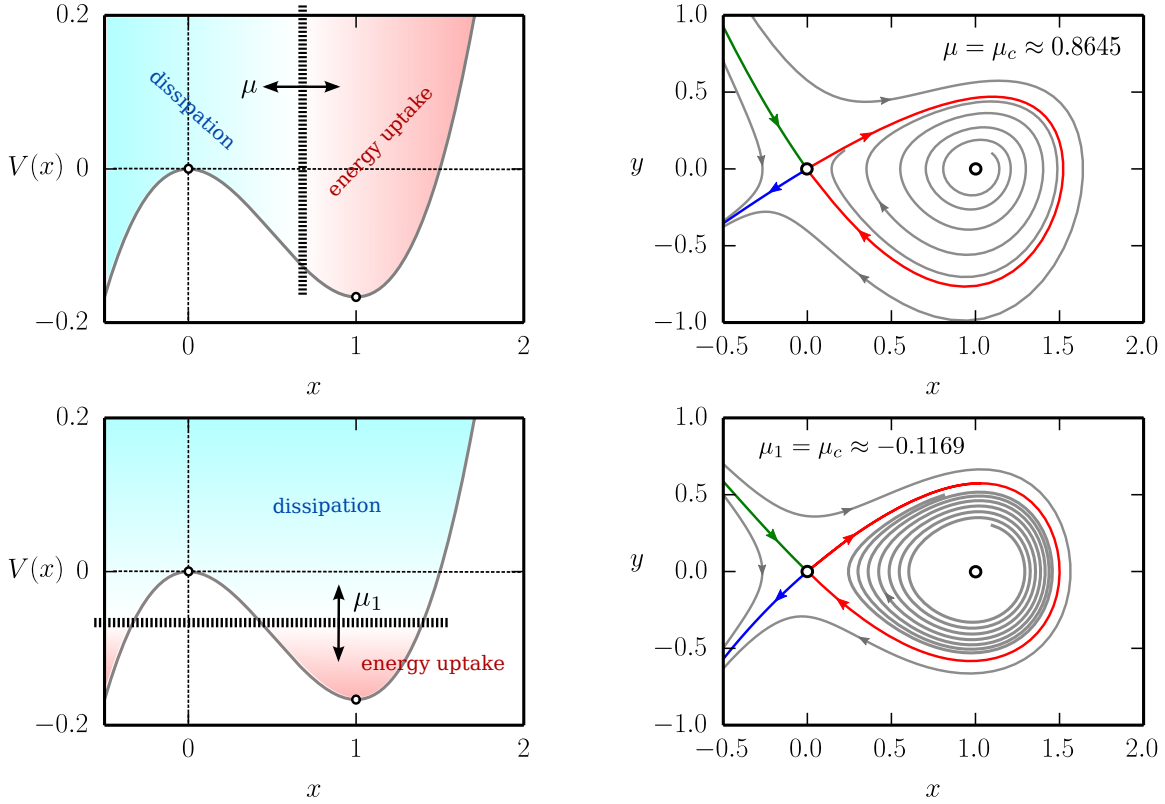 0.2
V(x) 0
−0.2
0
1
2
x
dissipation
μ
energy uptake
1.0
0.5
y 0.0
−0.5
−1.0
−0.5
0.0
0.5
1.0
1.5
2.0
x
μ = μc ≈ 0.8645
0.2
V(x) 0
−0.2
0
1
2
x
dissipation
μ1
energy uptake
1.0
0.5
y 0.0
−0.5
−1.0
−0.5
0.0
0.5
1.0
1.5
2.0
x
μ1 = μc ≈ −0.1169